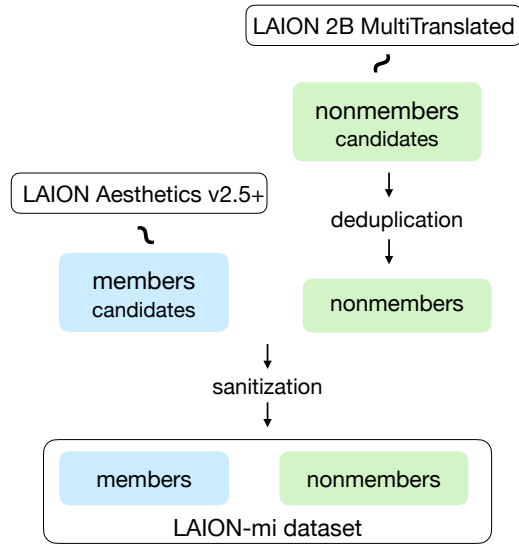 LAION 2B MultiTranslated
nonmembers
candidates
LAION Aesthetics v2.5+
deduplication
members
candidates
nonmembers
sanitization
members
nonmembers
LAION-mi dataset